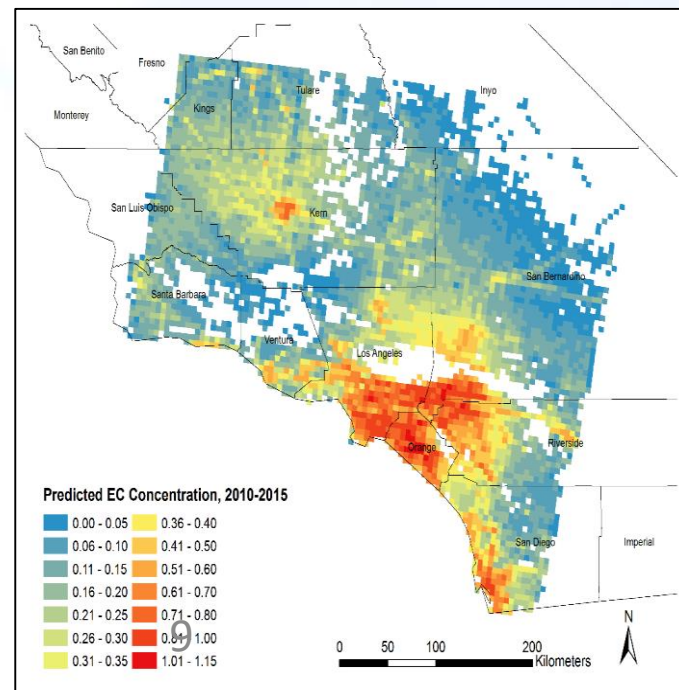 San Benito
Fresno
Tulare
Inyo
Kings
Monterey
San Luis Obispo
Kern
San Bernardino
Santa Barbara
Ventura
Los Angeles
Riverside
Orange
San Diego
Imperial
Predicted EC Concentration, 2010-2015
0.00 - 0.05 0.36 - 0.40
0.06 - 0.10 0.41 - 0.50
0.11 - 0.15 0.51 - 0.60
0.16 - 0.20 0.61 - 0.70
0.21 - 0.25 0.71 - 0.80
0.26 - 0.30 0.81 - 1.00
0.31 - 0.35 1.01 - 1.15
9
N
0 50 100 200
Kilometers